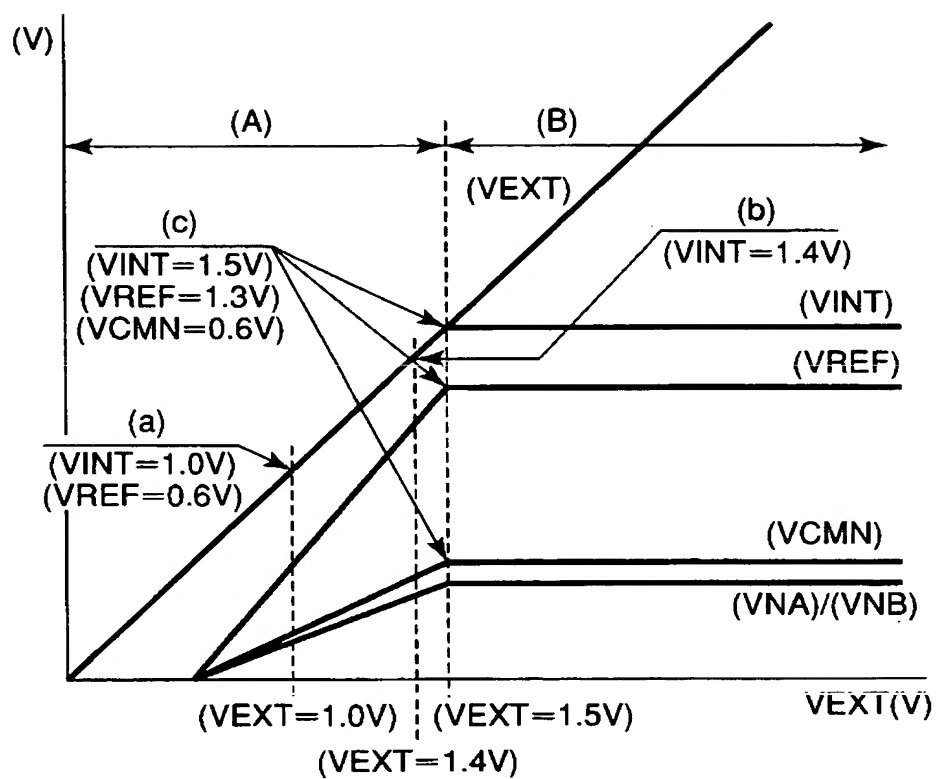 (V)
(A)
(B)
(VEXT)
(c)
(VINT=1.5V)
(VREF=1.3V)
(VCMN=0.6V)
(b)
(VINT=1.4V)
(VINT)
(VREF)
(a)
(VINT=1.0V)
(VREF=0.6V)
(VCMN)
(VNA)/(VNB)
(VEXT=1.0V)
(VEXT=1.5V)
VEXT(V)
(VEXT=1.4V)